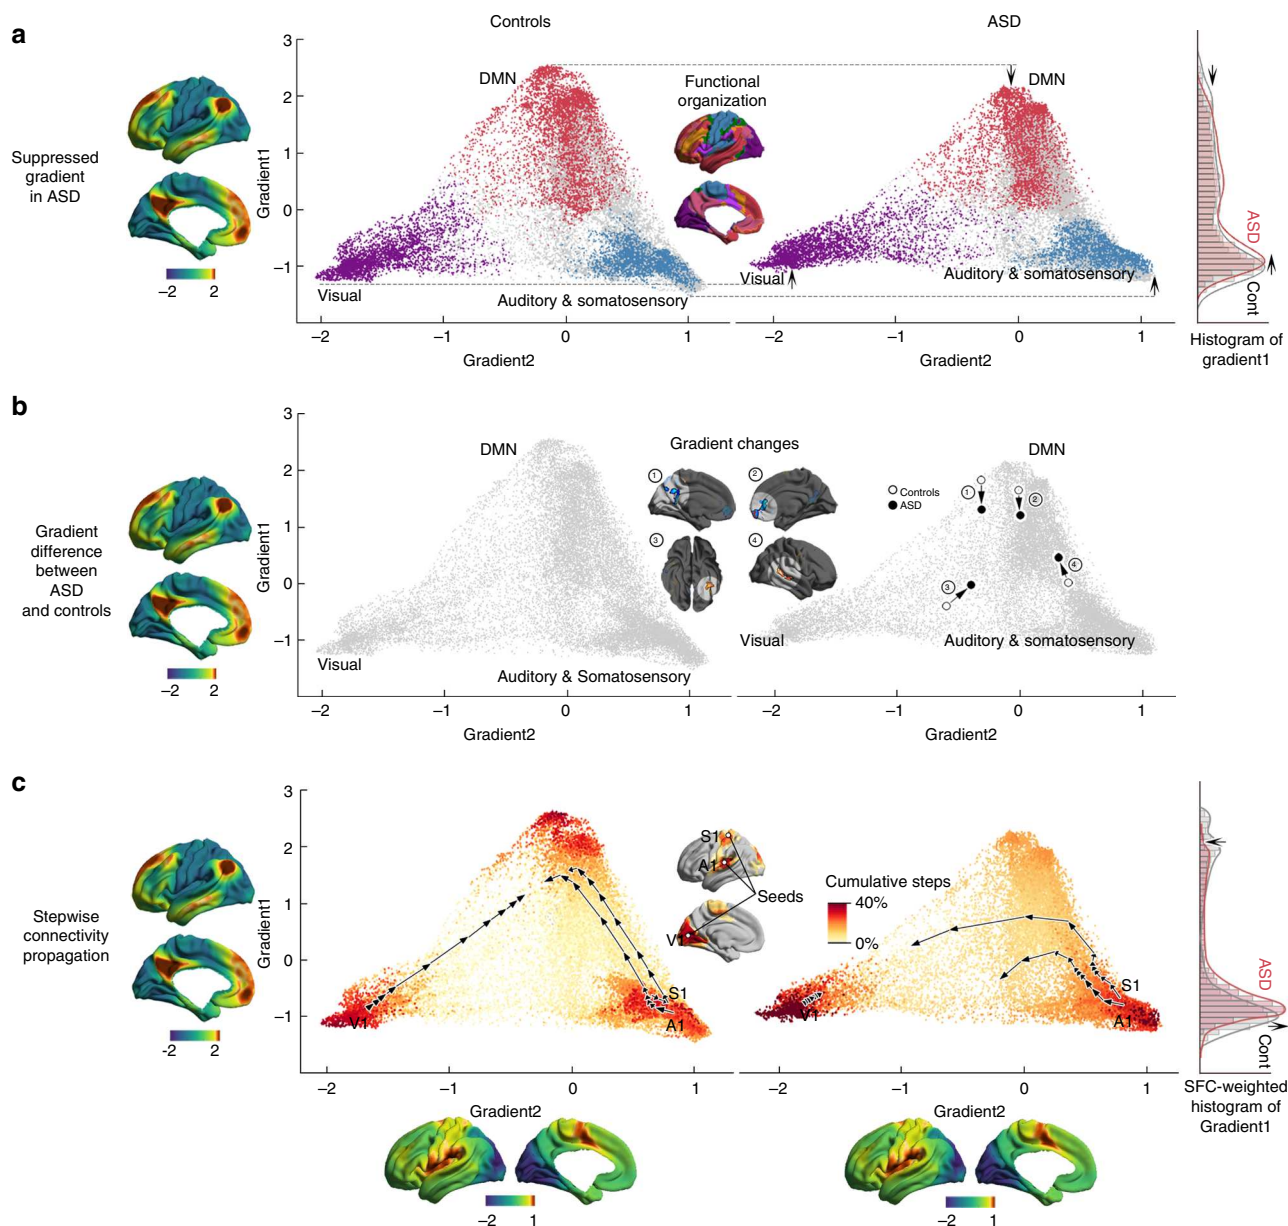 a
Controls
ASD
Suppressed
gradient
in ASD
–2 2
Gradient1
3
2
1
0
–1
DMN
Visual
Auditory & somatosensory
–2 –1 0 1
Gradient2
Functional
organization
DMN
Visual
Auditory & somatosensory
–2 –1 0 1
Gradient2
ASD
Cont
Histogram of
gradient1
b
Gradient
difference
between
ASD
and controls
–2 2
Gradient1
3
2
1
0
–1
DMN
Visual
Auditory & Somatosensory
–2 –1 0 1
Gradient2
Gradient changes
1 2
3 4
DMN
Controls
ASD
1 2
3 4
Visual
Auditory & somatosensory
–2 –1 0 1
Gradient2
c
Stepwise
connectivity
propagation
-2 2
Gradient1
3
2
1
0
–1
V1
S1
A1
–2 –1 0 1
Gradient2
S1
A1
Seeds
V1
Cumulative steps
40%
0%
V1
S1
A1
–2 –1 0 1
Gradient2
ASD
Cont
SFC-weighted
histogram of
Gradient1
–2 1
–2 1